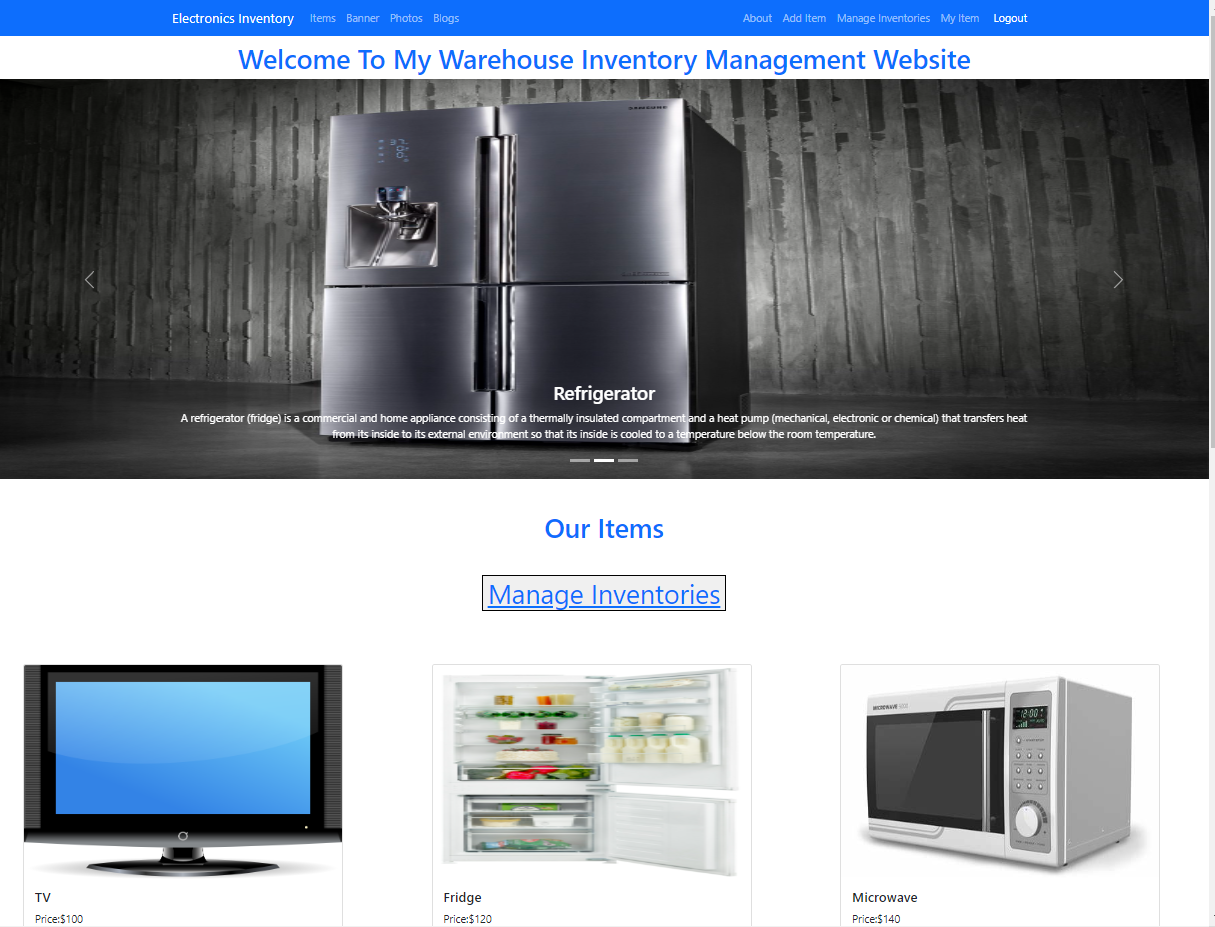 Electronics Inventory Items Banner Photos Blogs About Add Item Manage Inventories My Item Logout
Welcome To My Warehouse Inventory Management Website
SAMSUNG
Refrigerator
A refrigerator (fridge) is a commercial and home appliance consisting of a thermally insulated compartment and a heat pump (mechanical, electronic or chemical) that transfers heat
from its inside to its external environment so that its inside is cooled to a temperature below the room temperature.
Our Items
Manage Inventories
MICROWAVE
12:00
TV
Price:$100
Fridge
Price:$120
Microwave
Price:$140